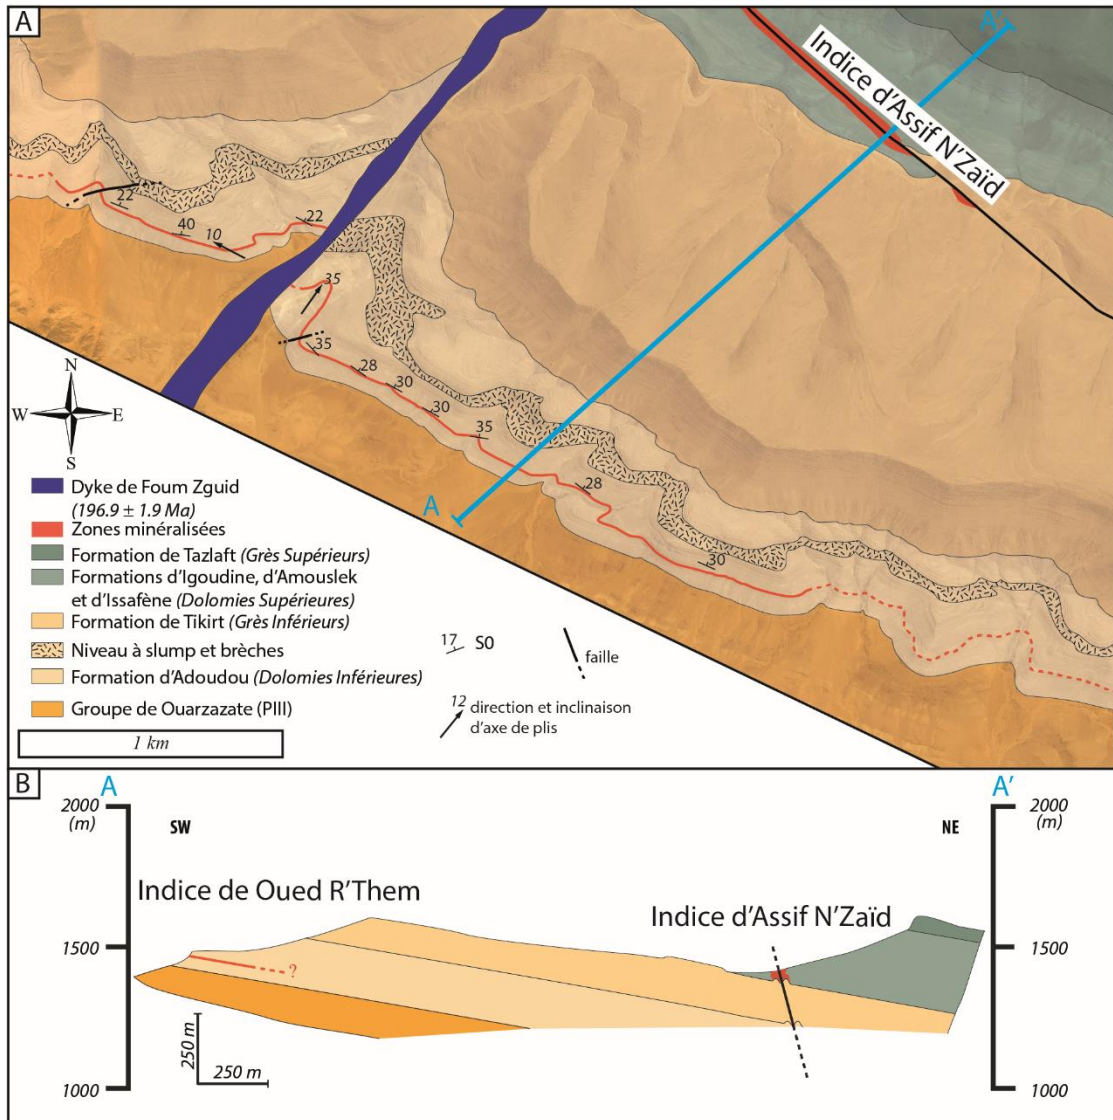 A
A'
Indice d'Assif N'Zaïd
22
40
10
22
35
35
28
30
30
35
28
30
A
N
W E
S
Dyke de Foum Zguid
(196.9 ± 1.9 Ma)
Zones minéralisées
Formation de Tazlaft (Grès Supérieurs)
Formations d'Igoudine, d'Amouslek
et d'Issafène (Dolomies Supérieures)
Formation de Tikirt (Grès Inférieurs)
Niveau à slump et brèches
Formation d'Adoudou (Dolomies Inférieures)
Groupe de Ouarzazate (PIII)
1 km
17 S0
faille
12 direction et inclinaison
d'axe de plis
B
A
A'
2000
(m)
SW
NE
2000
(m)
Indice de Oued R'Them
Indice d'Assif N'Zaïd
1500
?
1500
250 m
250 m
1000
1000